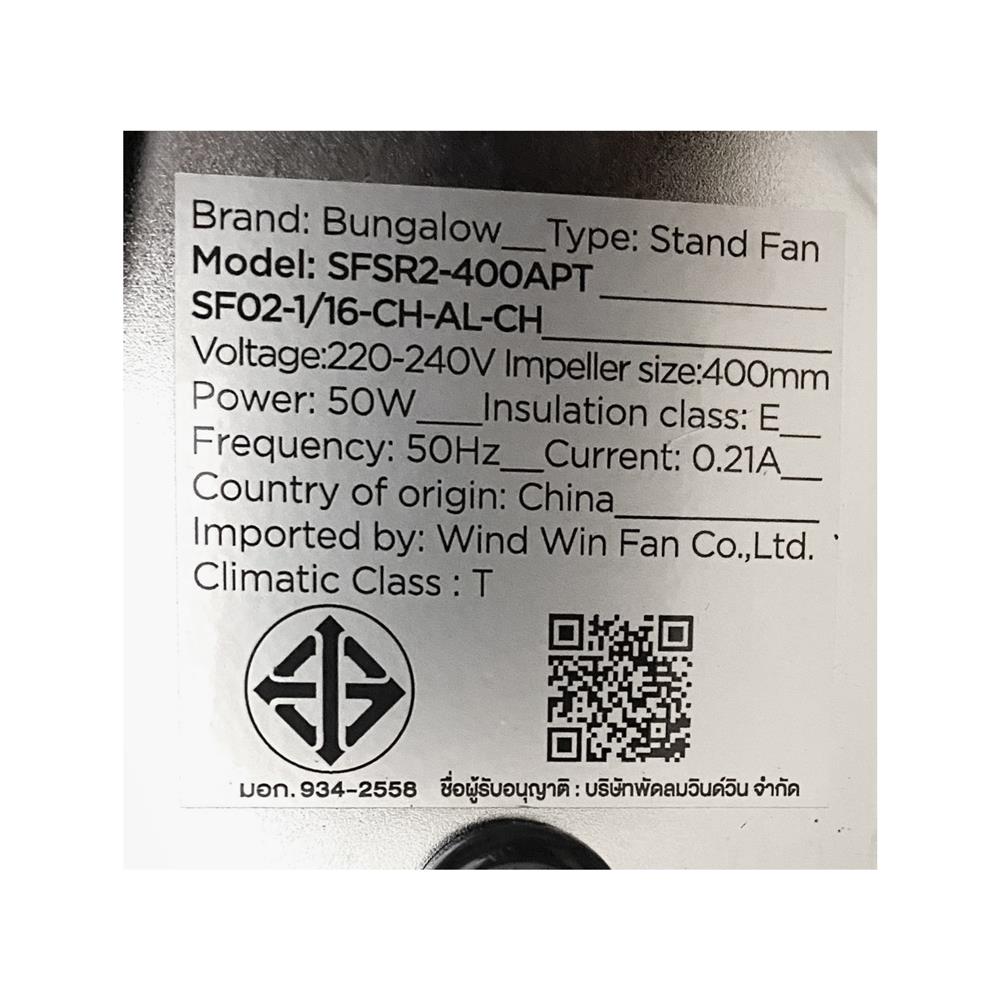 Brand: Bungalow__Type: Stand Fan
Model: SFSR2-400APT____________
SF02-1/16-CH-AL-CH_______________
Voltage:220-240V Impeller size:400mm
Power: 50W___Insulation class: E__
Frequency: 50Hz__Current: 0.21A__
Country of origin: China__________
Imported by: Wind Win Fan Co.,Ltd.
Climatic Class : T
มอก. 934-2558 ชื่อผู้รับอนุญาติ : บริษัทพัดลมวินด์วิน จำกัด